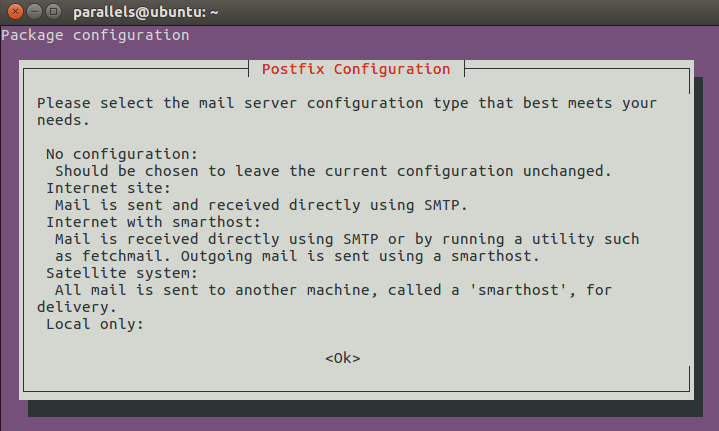 parallels@ubuntu: ~
Package configuration
Postfix Configuration
Please select the mail server configuration type that best meets your
needs.
No configuration:
Should be chosen to leave the current configuration unchanged.
Internet site:
Mail is sent and received directly using SMTP.
Internet with smarthost:
Mail is received directly using SMTP or by running a utility such
as fetchmail. Outgoing mail is sent using a smarthost.
Satellite system:
All mail is sent to another machine, called a 'smarthost', for
delivery.
Local only:
<Ok>